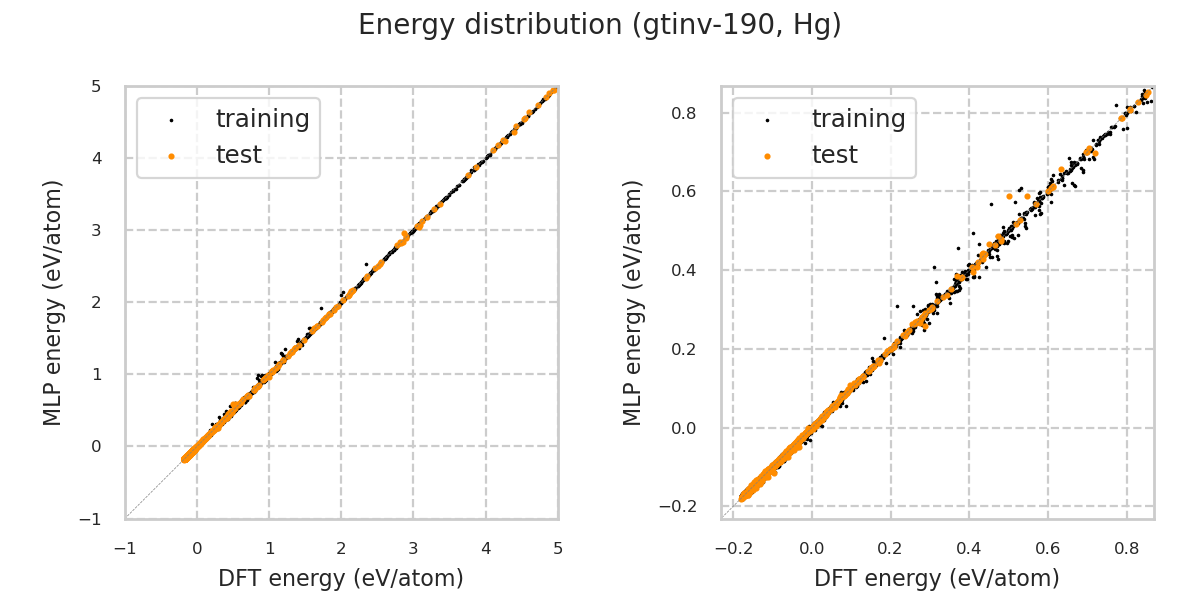 Energy distribution (gtinv-190, Hg)
training
test
5
4
3
2
1
0
−1
−1 0 1 2 3 4 5
MLP energy (eV/atom)
DFT energy (eV/atom)
training
test
0.8
0.6
0.4
0.2
0.0
−0.2
−0.2 0.0 0.2 0.4 0.6 0.8
MLP energy (eV/atom)
DFT energy (eV/atom)